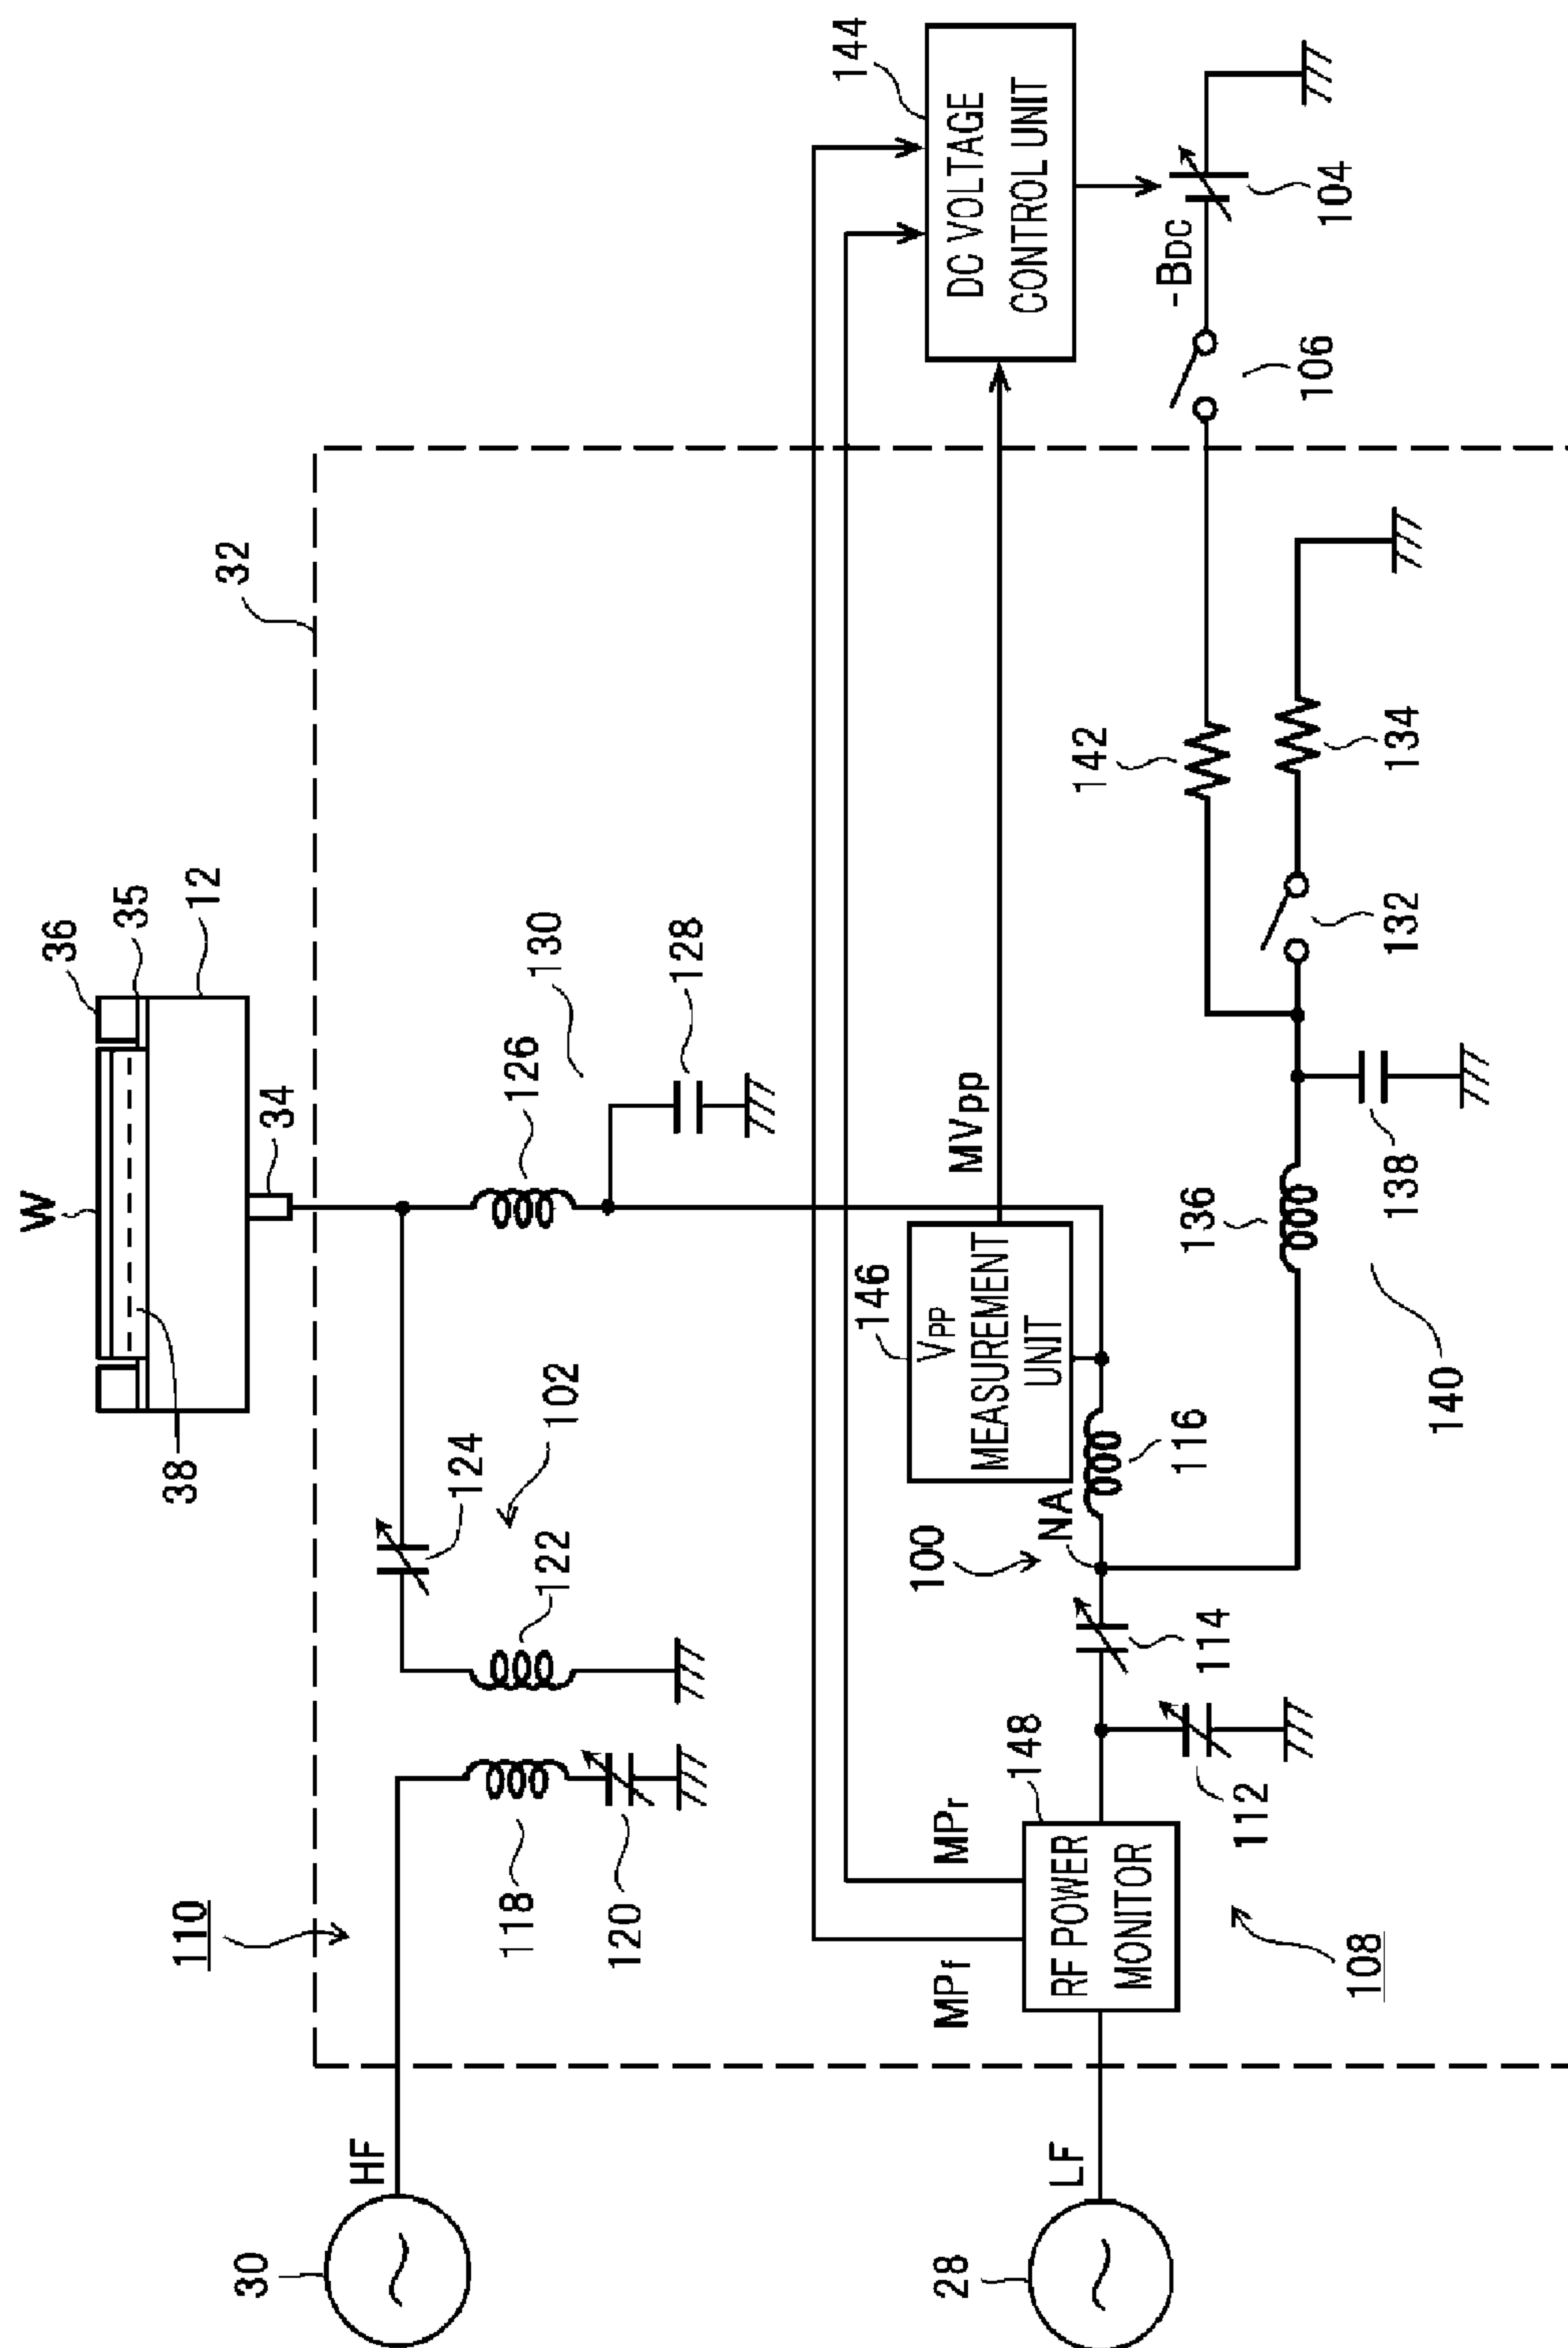 W
36
35
12
34
38
32
110
30
HF
118
120
122
124
102
126
130
128
144
DC VOLTAGE
CONTROL UNIT
-BDC
104
106
MPf
MPr
MVpp
146
VPP
MEASUREMENT
UNIT
100
NA
116
114
112
148
RF POWER
MONITOR
108
28
LF
142
134
132
136
138
140